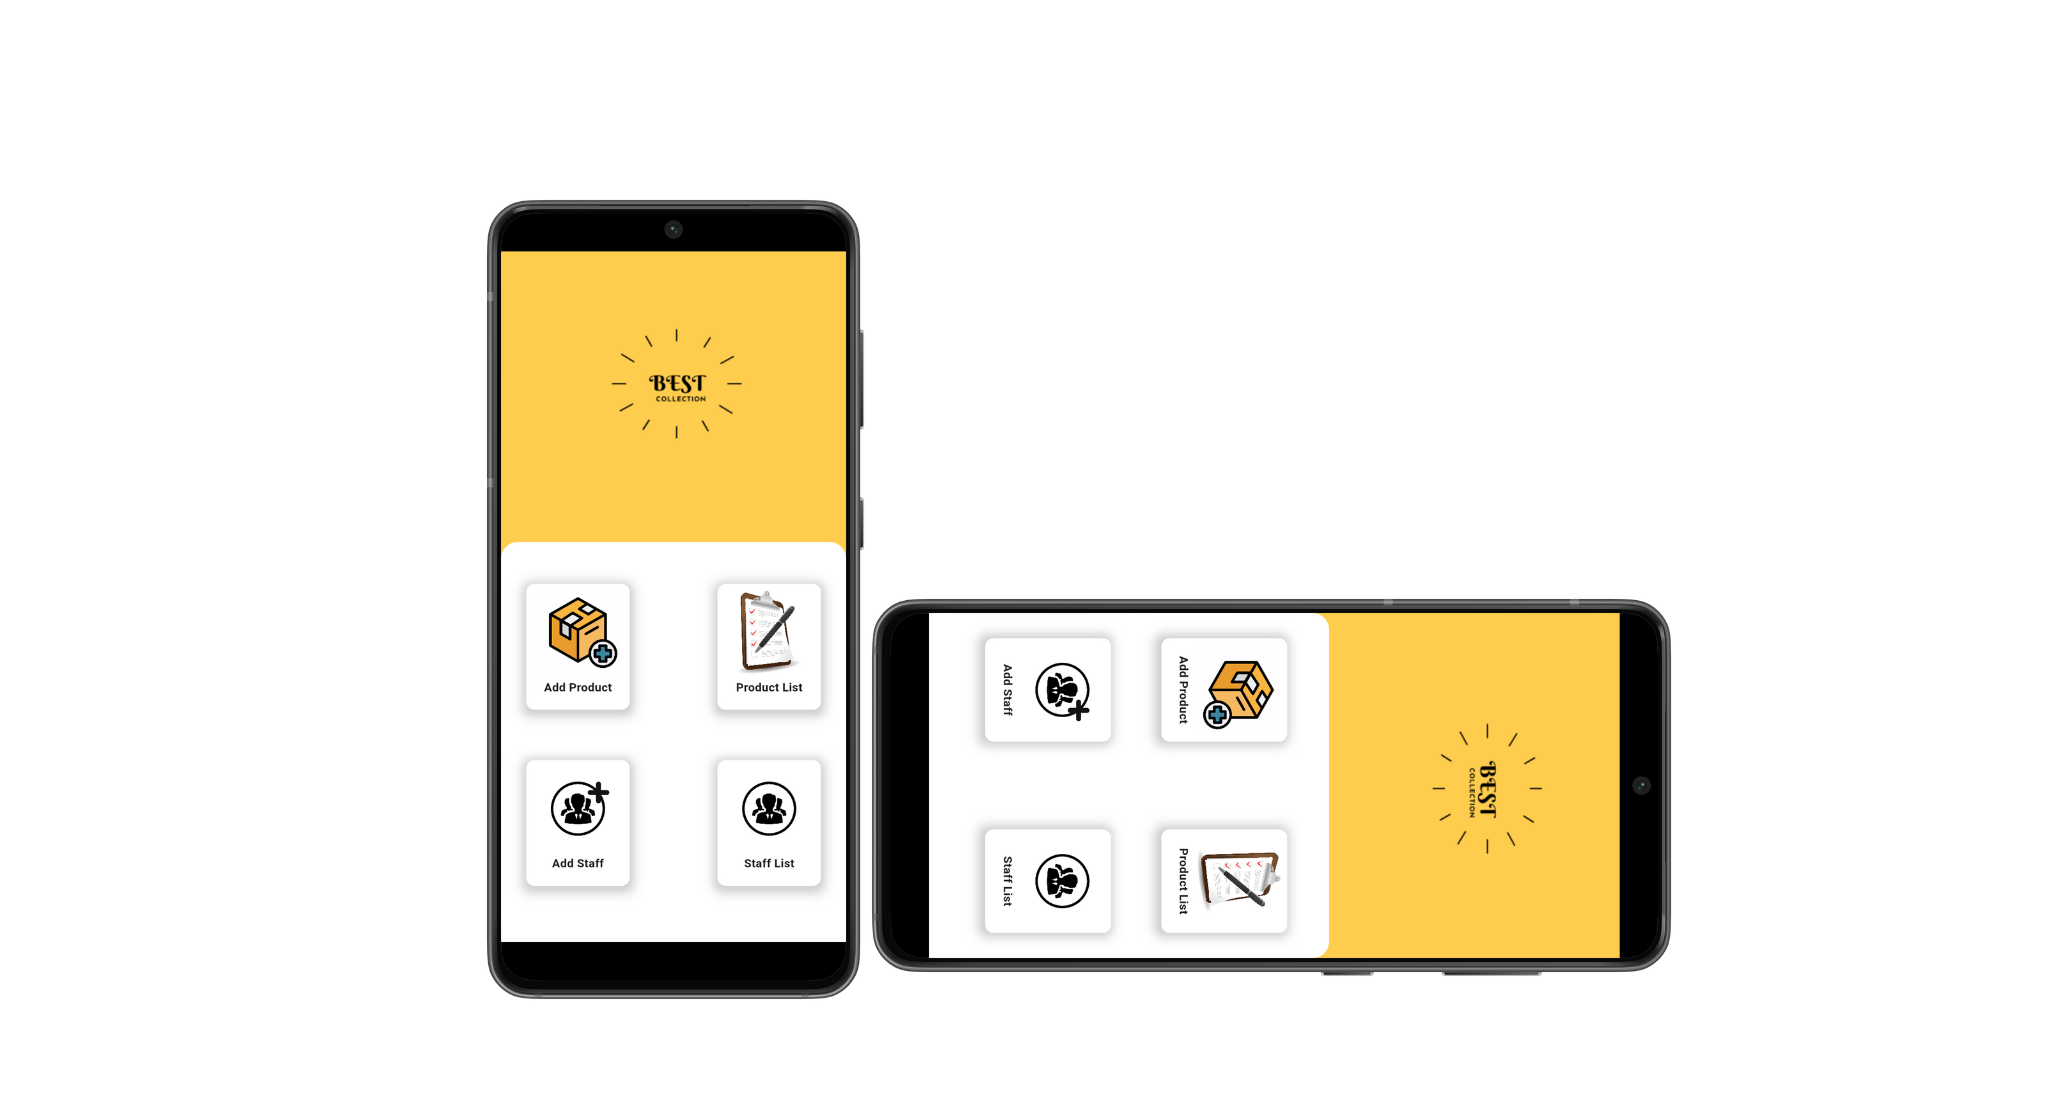 BEST
COLLECTION
Add Product
Product List
Add Staff
Staff List
BEST
COLLECTION
Add Product
Product List
Add Staff
Staff List